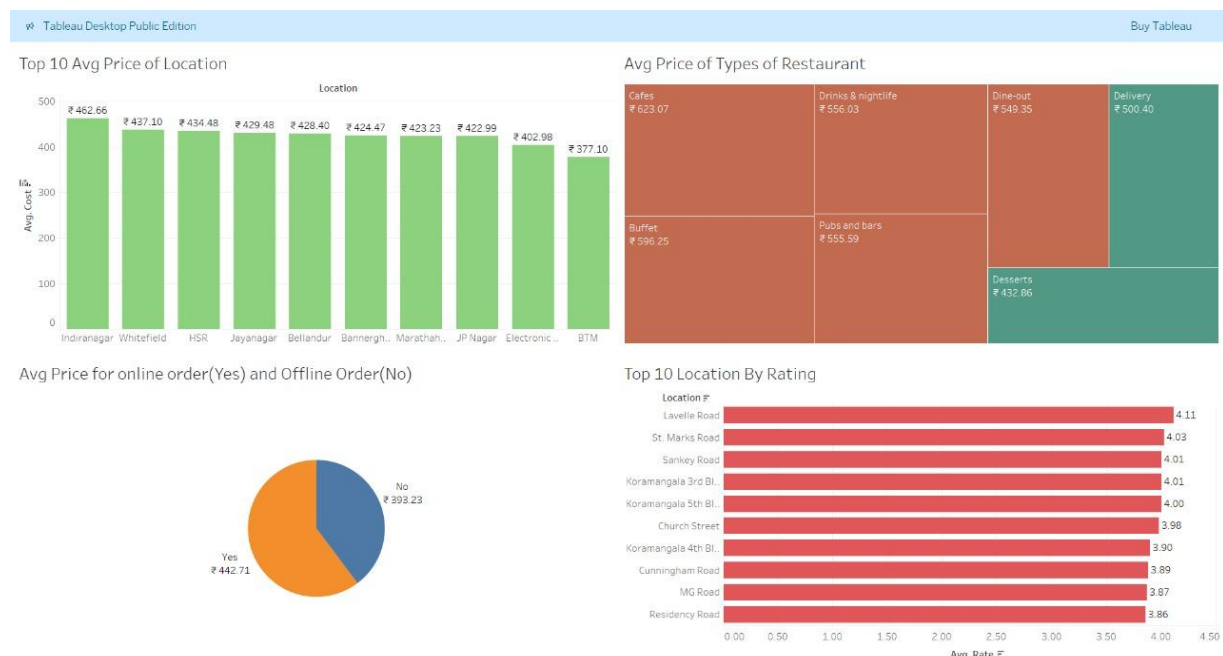 Tableau Desktop Public Edition
Buy Tableau
Top 10 Avg Price of Location
Location
Avg. Cost
500
400
300
200
100
0
₹ 462.66
₹ 437.10
₹ 434.48
₹ 429.48
₹ 428.40
₹ 424.47
₹ 423.23
₹ 422.99
₹ 402.98
₹ 377.10
Indiranagar
Whitefield
HSR
Jayanagar
Bellandur
Bannergh..
Marathah..
JP Nagar
Electronic ..
BTM
Avg Price of Types of Restaurant
Cafes
₹ 623.07
Buffet
₹ 596.25
Drinks & nightlife
₹ 556.03
Pubs and bars
₹ 555.59
Dine-out
₹ 549.35
Delivery
₹ 500.40
Desserts
₹ 432.86
Avg Price for online order(Yes) and Offline Order(No)
No
₹ 393.23
Yes
₹ 442.71
Top 10 Location By Rating
Location
Lavelle Road 4.11
St. Marks Road 4.03
Sankey Road 4.01
Koramangala 3rd Bl.. 4.01
Koramangala 5th Bl.. 4.00
Church Street 3.98
Koramangala 4th Bl.. 3.90
Cunningham Road 3.89
MG Road 3.87
Residency Road 3.86
0.00 0.50 1.00 1.50 2.00 2.50 3.00 3.50 4.00 4.50
Avg. Rate